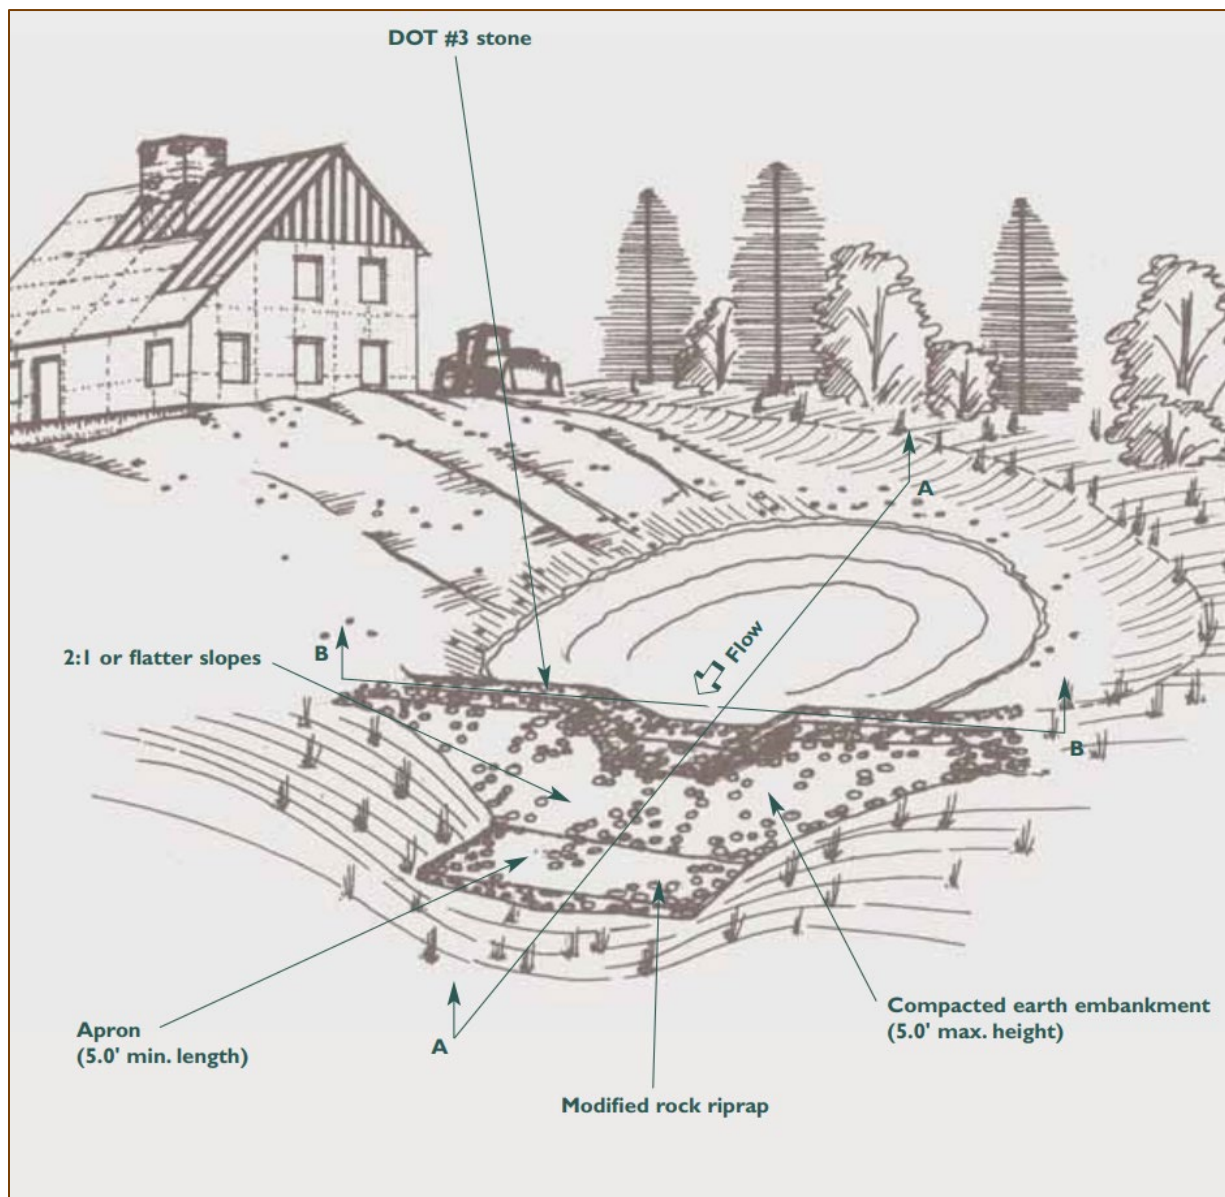 DOT #3 stone
A
Flow
2:1 or flatter slopes
B
B
Apron
(5.0' min. length)
A
Compacted earth embankment
(5.0' max. height)
Modified rock riprap